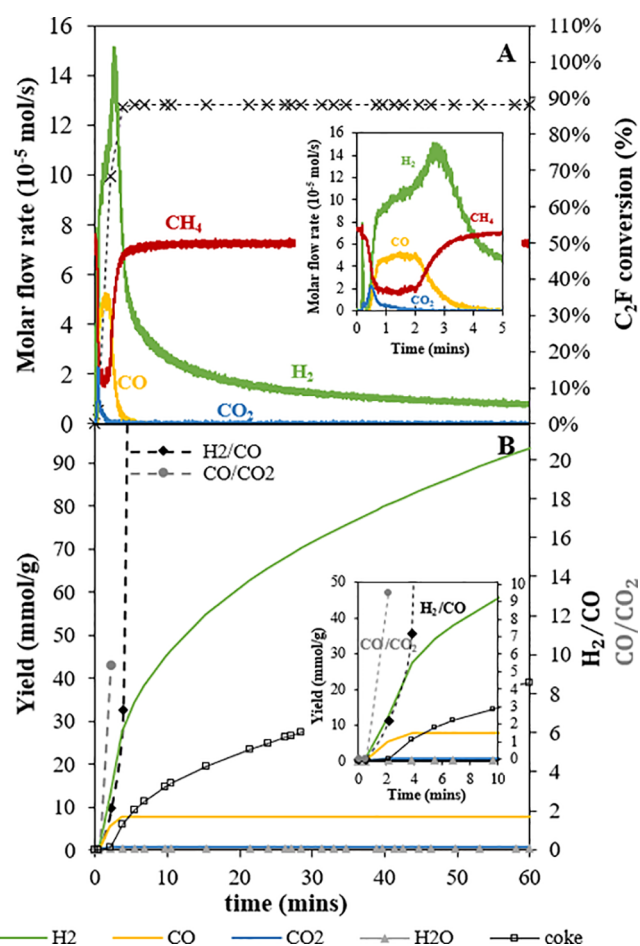 A
Molar flow rate (10⁻⁵ mol/s)
16
14
12
10
8
6
4
2
0
110%
100%
90%
80%
70%
60%
50%
40%
30%
20%
10%
0%
C₂F conversion (%)
CH₄
CO
CO₂
H₂
Molar flow rate (10⁻⁵ mol/s)
16
14
12
10
8
6
4
2
0
H₂
CH₄
CO
CO₂
0 1 2 3 4 5
Time (mins)
B
Yield (mmol/g)
90
80
70
60
50
40
30
20
10
0
H2/CO
CO/CO2
20
18
16
14
12
10
8
6
4
2
0
H₂/CO
CO/CO₂
Yield (mmol/g)
50
40
30
20
10
0
H₂/CO
CO/CO₂
10
9
8
7
6
5
4
3
2
1
0
0 2 4 6 8 10
Time (mins)
0 10 20 30 40 50 60
time (mins)
H2 CO CO2 H2O coke